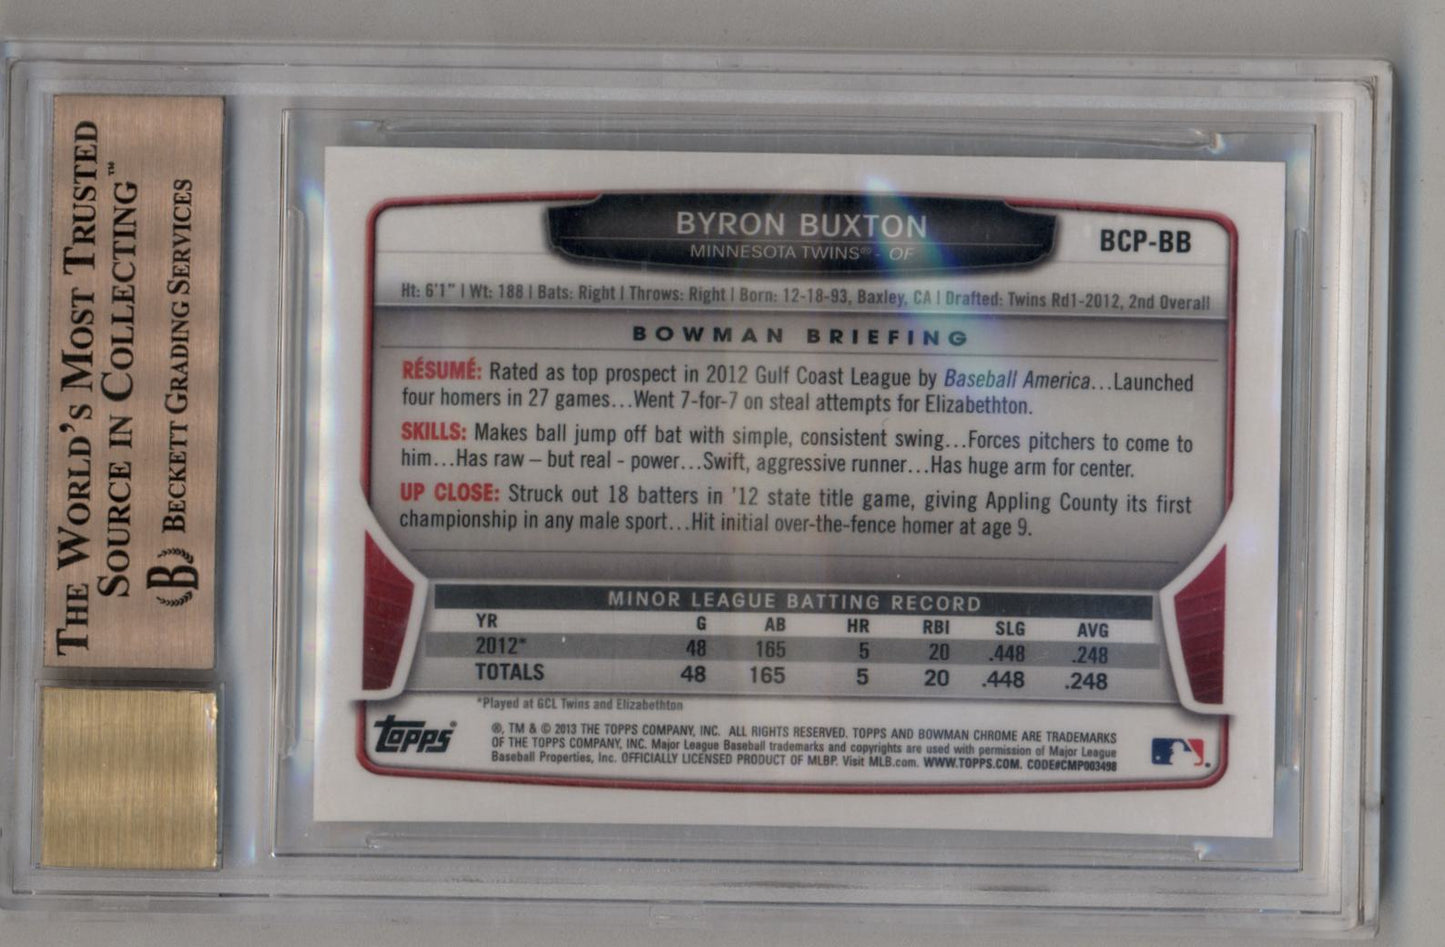 THE WORLD'S MOST TRUSTED
SOURCE IN COLLECTING™
B BECKETT GRADING SERVICES
BYRON BUXTON
MINNESOTA TWINS® - OF
BCP-BB
Ht: 6'1" | Wt: 188 | Bats: Right | Throws: Right | Born: 12-18-93, Baxley, CA | Drafted: Twins Rd1-2012, 2nd Overall
BOWMAN BRIEFING
RÉSUMÉ: Rated as top prospect in 2012 Gulf Coast League by Baseball America...Launched
four homers in 27 games...Went 7-for-7 on steal attempts for Elizabethton.
SKILLS: Makes ball jump off bat with simple, consistent swing...Forces pitchers to come to
him...Has raw – but real - power...Swift, aggressive runner...Has huge arm for center.
UP CLOSE: Struck out 18 batters in '12 state title game, giving Appling County its first
championship in any male sport...Hit initial over-the-fence homer at age 9.
MINOR LEAGUE BATTING RECORD
YR G AB HR RBI SLG AVG
2012* 48 165 5 20 .448 .248
TOTALS 48 165 5 20 .448 .248
*Played at GCL Twins and Elizabethton
Topps®
®, TM & © 2013 THE TOPPS COMPANY, INC. ALL RIGHTS RESERVED. TOPPS AND BOWMAN CHROME ARE TRADEMARKS
OF THE TOPPS COMPANY, INC. Major League Baseball trademarks and copyrights are used with permission of Major League
Baseball Properties, Inc. OFFICIALLY LICENSED PRODUCT OF MLBP. Visit MLB.com. WWW.TOPPS.COM. CODE#CMP003498